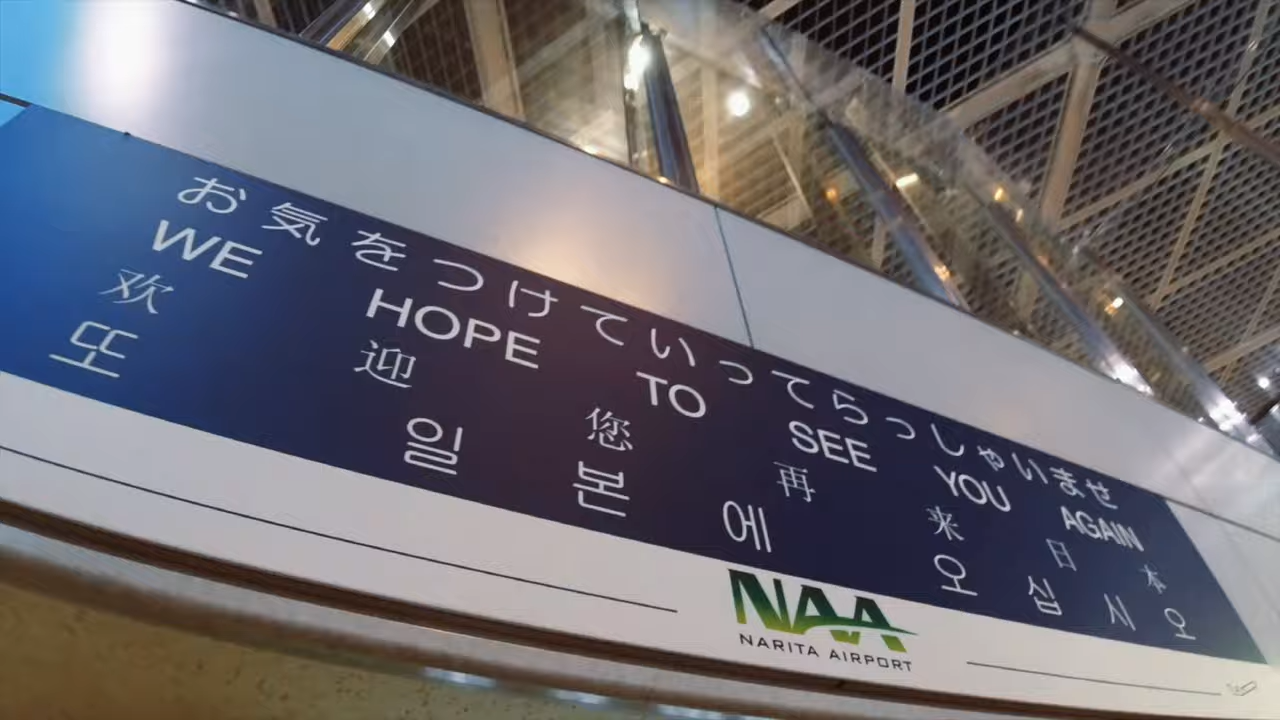 お気をつけていってらっしゃいませ
WE HOPE TO SEE YOU AGAIN
欢迎您再来日本
또 일본에 오십시오
NAA
NARITA AIRPORT